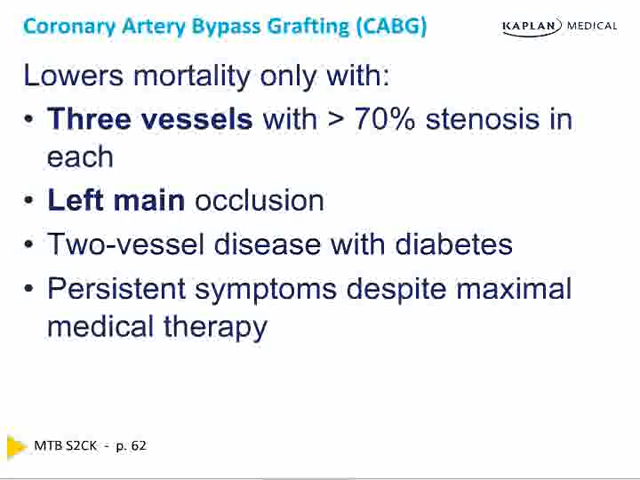 Coronary Artery Bypass Grafting (CABG)
KAPLAN MEDICAL
Lowers mortality only with:
• Three vessels with > 70% stenosis in
each
• Left main occlusion
• Two-vessel disease with diabetes
• Persistent symptoms despite maximal
medical therapy
MTB S2CK - p. 62